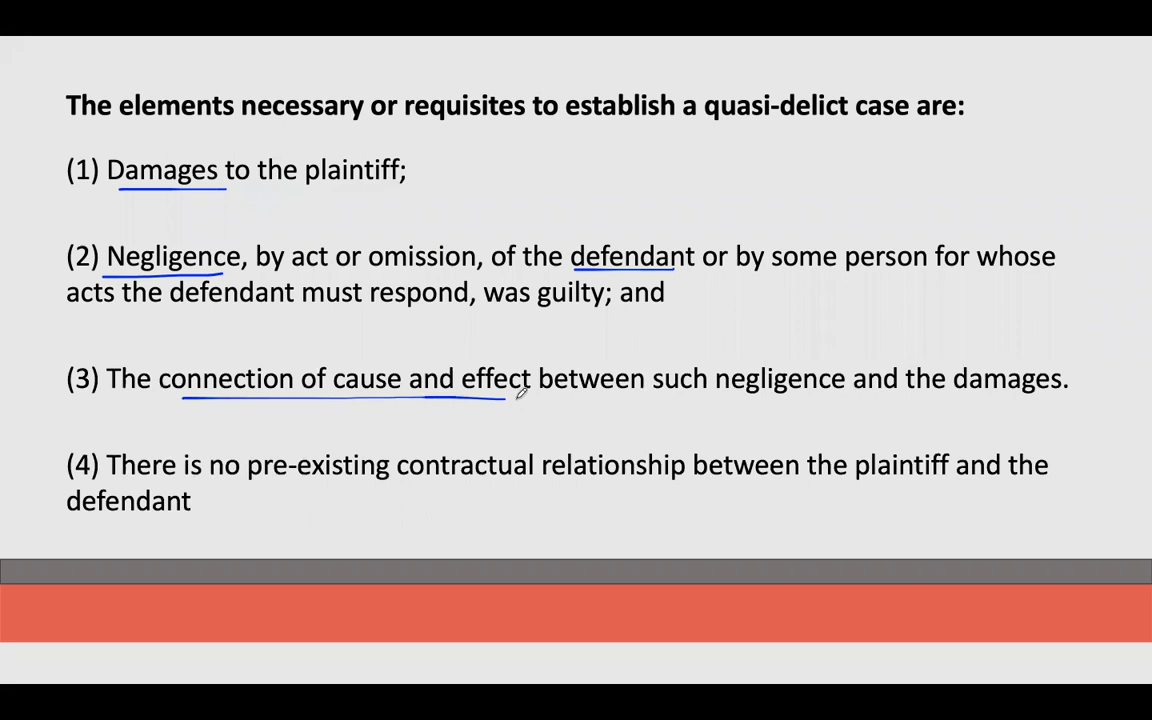 The elements necessary or requisites to establish a quasi-delict case are:
(1) Damages to the plaintiff;
(2) Negligence, by act or omission, of the defendant or by some person for whose
acts the defendant must respond, was guilty; and
(3) The connection of cause and effect between such negligence and the damages.
(4) There is no pre-existing contractual relationship between the plaintiff and the
defendant